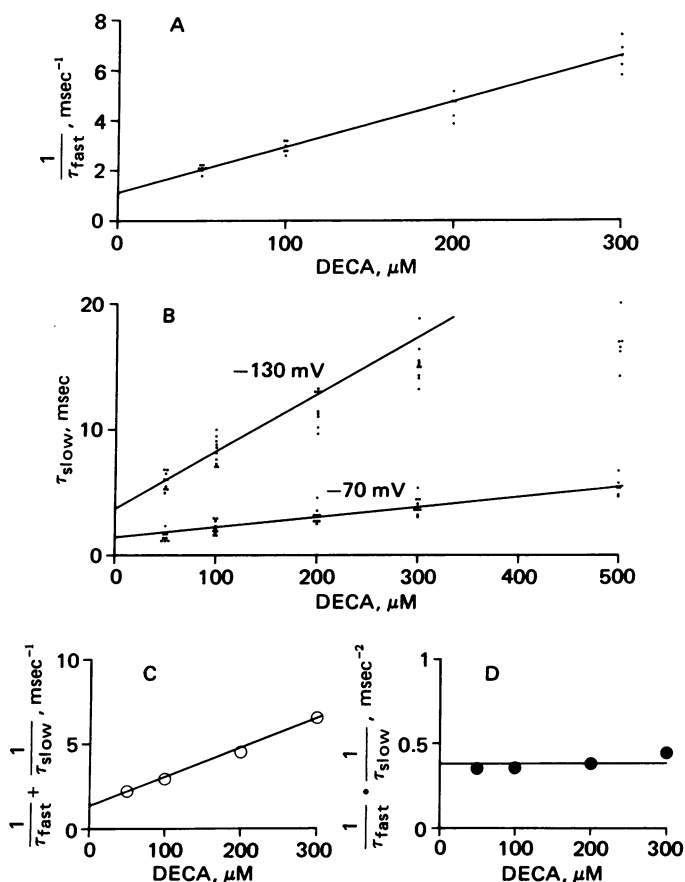 A
8
6
4
2
0
1
τfast
, msec⁻¹
0 100 200 300
DECA, μM
B
20
10
0
τslow, msec
−130 mV
−70 mV
0 100 200 300 400 500
DECA, μM
C
10
5
0
1/τfast + 1/τslow, msec⁻¹
0 100 200 300
DECA, μM
D
1
0.5
0
1/τfast • 1/τslow, msec⁻²
0 100 200 300
DECA, μM